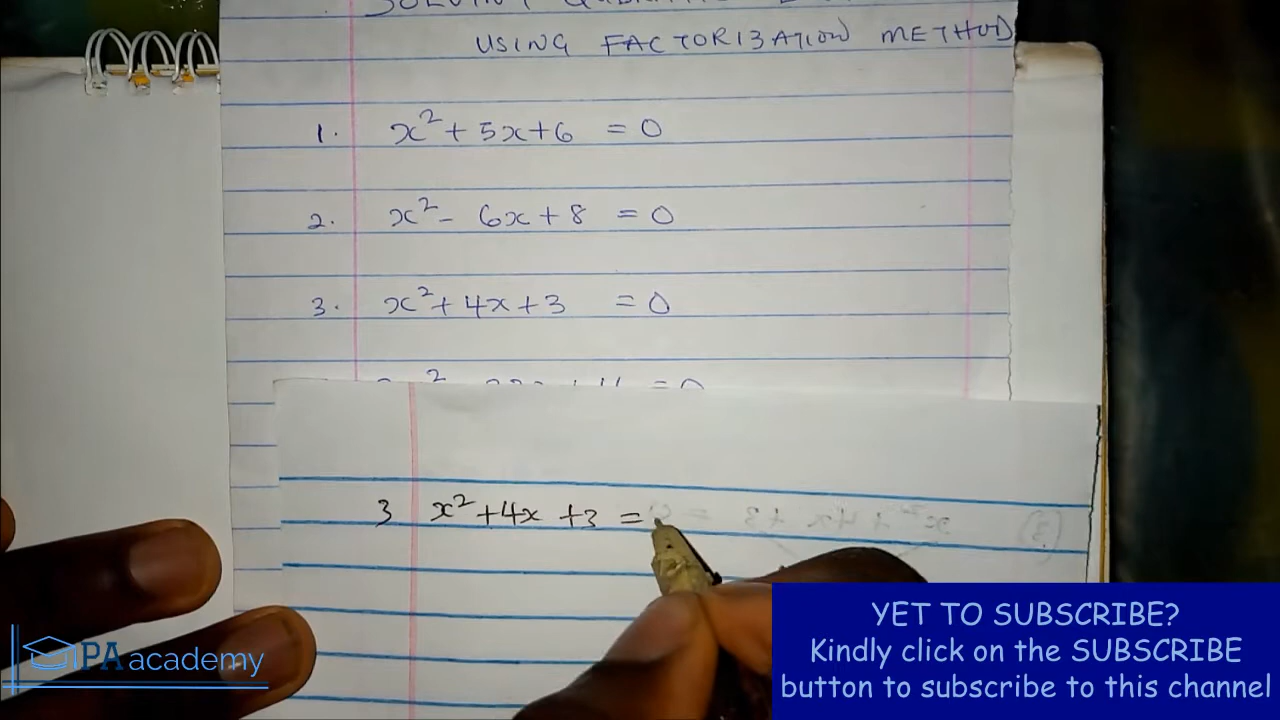 USING FACTORIZATION METHOD
1. x² + 5x + 6 = 0
2. x² - 6x + 8 = 0
3. x² + 4x + 3 = 0
3 x² + 4x + 3 =
PA academy
YET TO SUBSCRIBE?
Kindly click on the SUBSCRIBE
button to subscribe to this channel